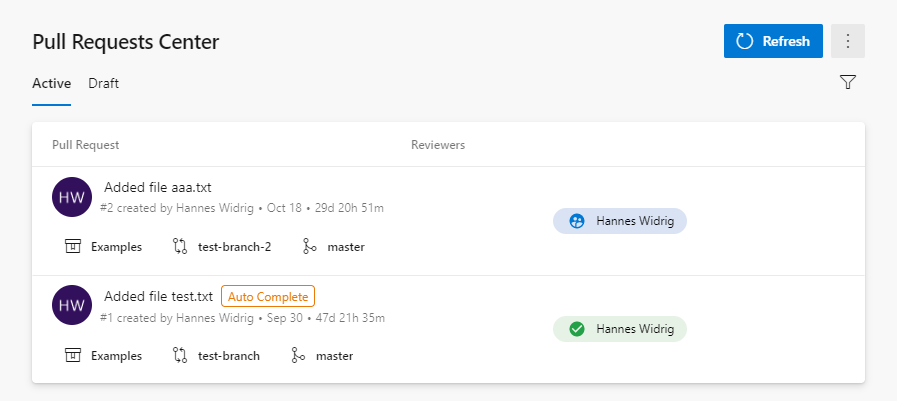 Pull Requests Center
Refresh
Active Draft
Pull Request Reviewers
HW
Added file aaa.txt
#2 created by Hannes Widrig • Oct 18 • 29d 20h 51m
Hannes Widrig
Examples test-branch-2 master
HW
Added file test.txt Auto Complete
#1 created by Hannes Widrig • Sep 30 • 47d 21h 35m
Hannes Widrig
Examples test-branch master